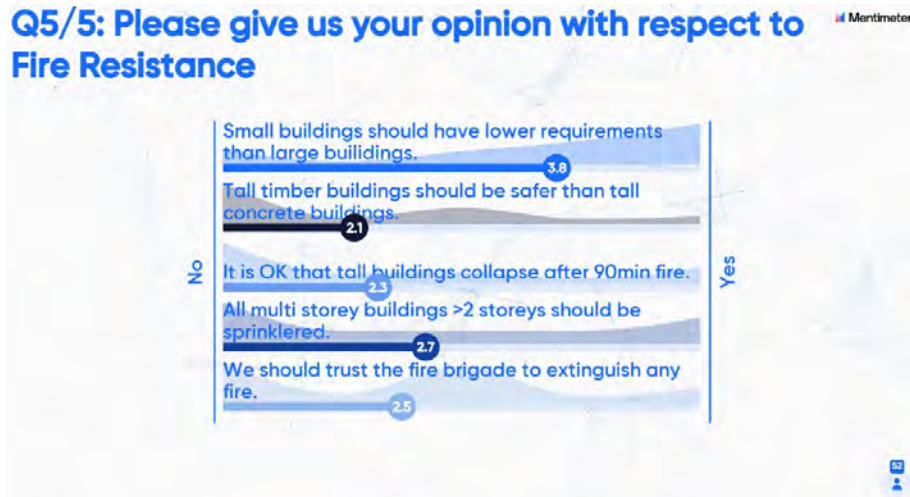 Q5/5: Please give us your opinion with respect to
Fire Resistance
Mentimeter
Small buildings should have lower requirements
than large builidings.
3.8
Tall timber buildings should be safer than tall
concrete buildings.
2.1
No
It is OK that tall buildings collapse after 90min fire.
2.3
Yes
All multi storey buildings >2 storeys should be
sprinklered.
2.7
We should trust the fire brigade to extinguish any
fire.
2.5
52